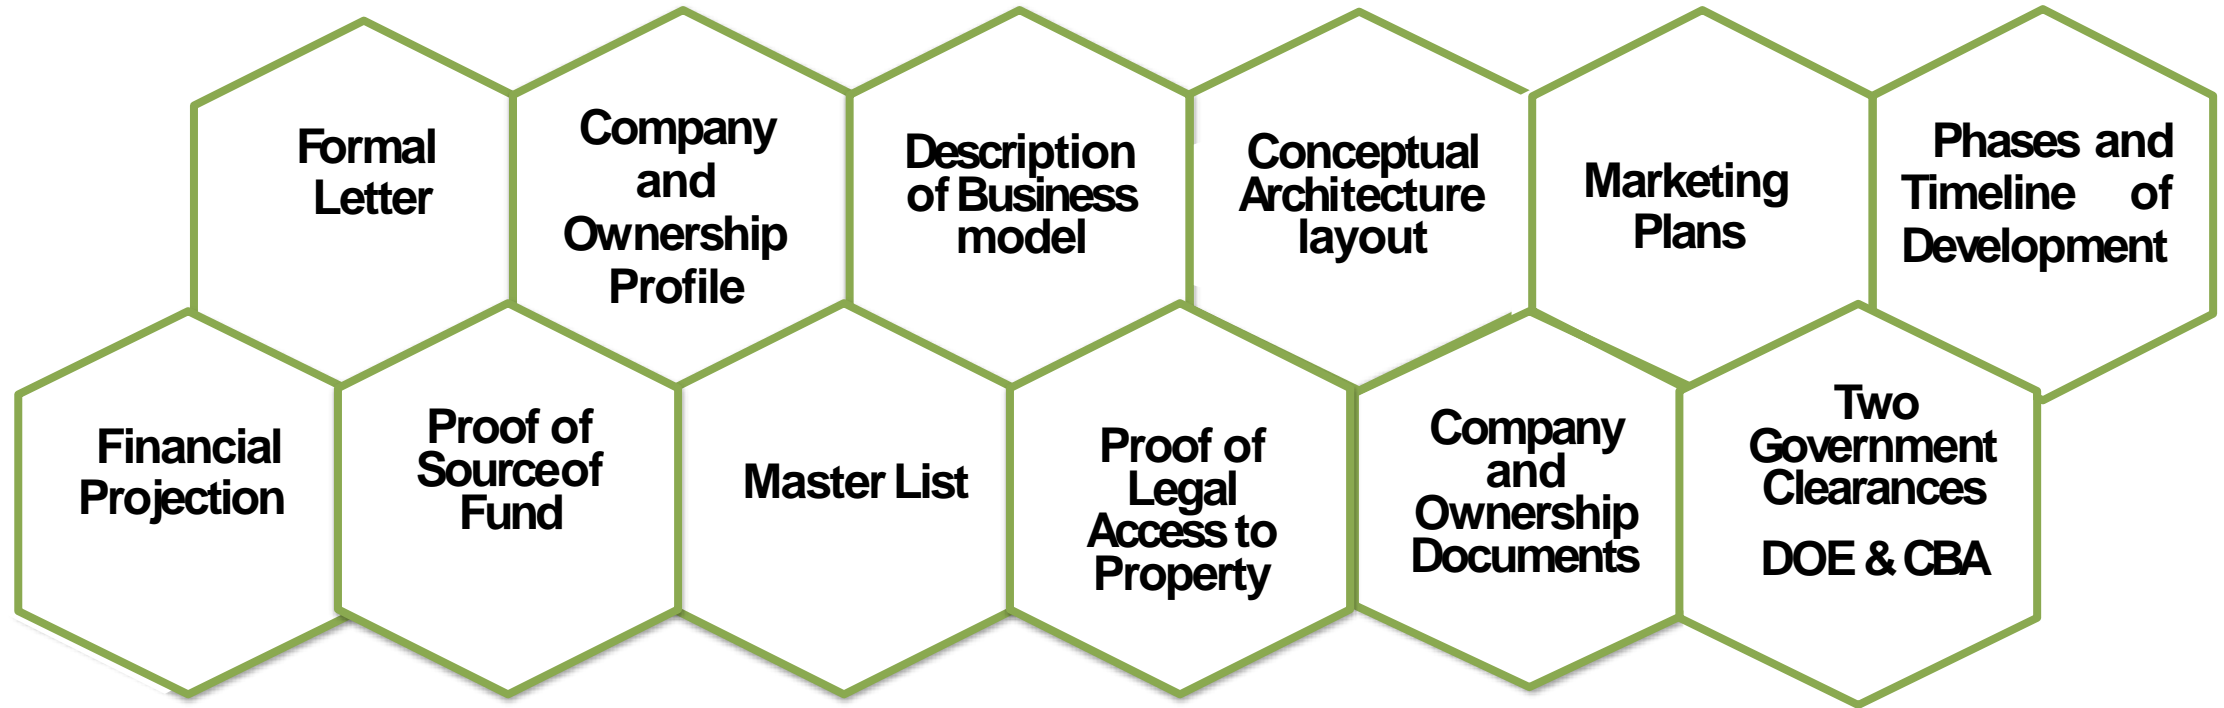 Formal
Letter
Company
and
Ownership
Profile
Description
of Business
model
Conceptual
Architecture
layout
Marketing
Plans
Phases and
Timeline of
Development
Financial
Projection
Proof of
Source of
Fund
Master List
Proof of
Legal
Access to
Property
Company
and
Ownership
Documents
Two
Government
Clearances
DOE & CBA